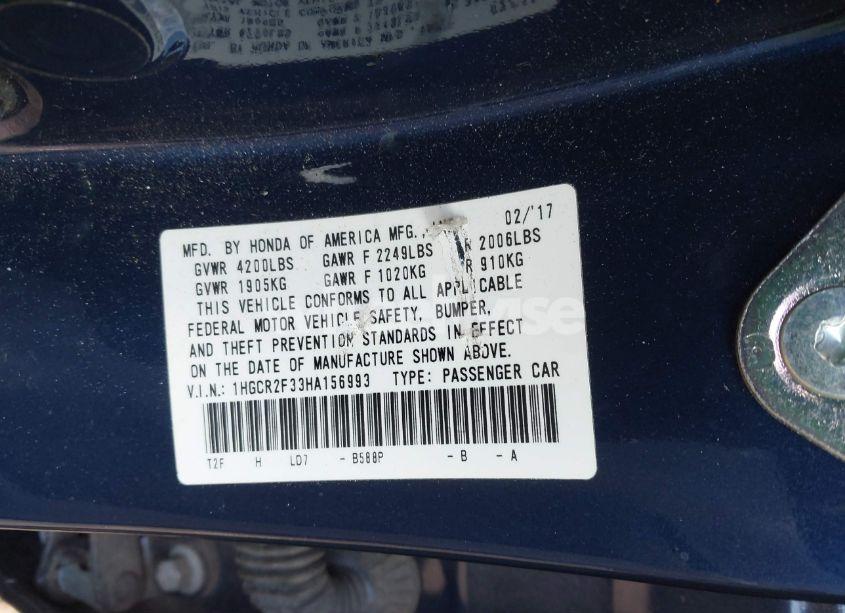 02/'17
MFD. BY HONDA OF AMERICA MFG.,
GVWR 4200LBS GAWR F 2249LBS R 2006LBS
GVWR 1905KG GAWR F 1020KG R 910KG
THIS VEHICLE CONFORMS TO ALL APPLICABLE
FEDERAL MOTOR VEHICLE SAFETY, BUMPER,
AND THEFT PREVENTION STANDARDS IN EFFECT
ON THE DATE OF MANUFACTURE SHOWN ABOVE.
V.I.N.: 1HGCR2F33HA156993 TYPE: PASSENGER CAR
T2F H LD7 - B588P - B - A